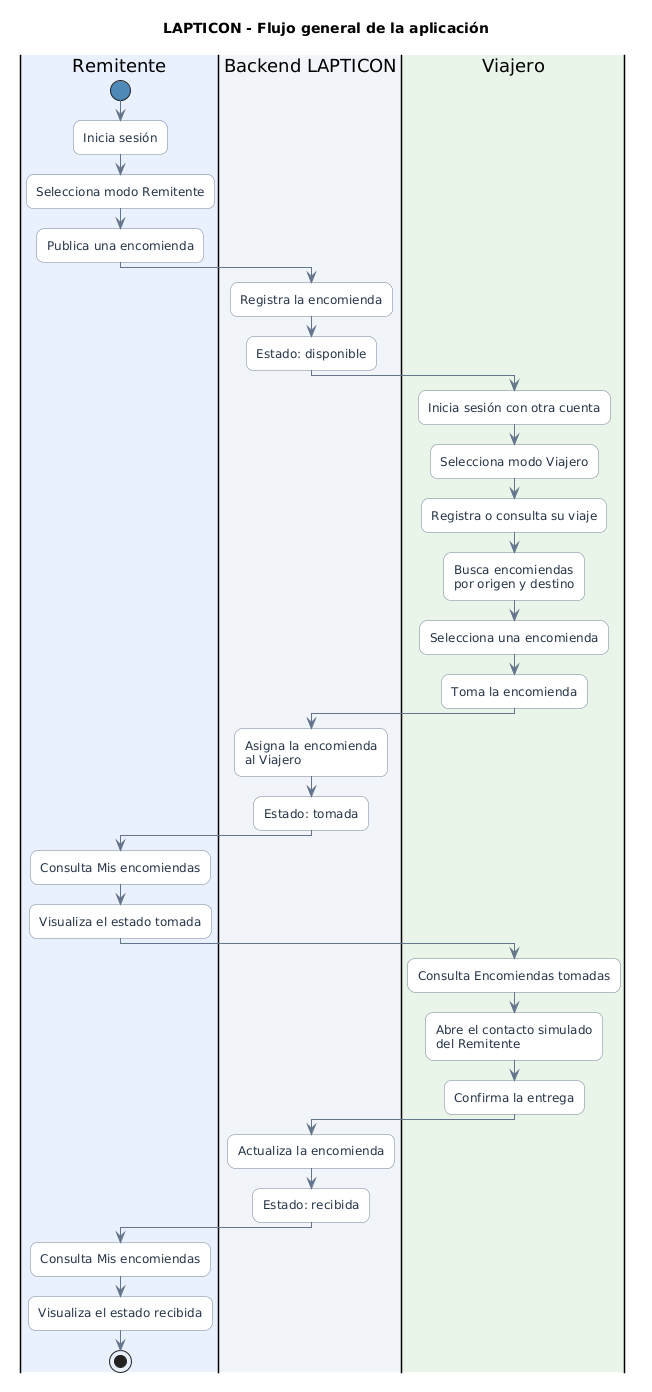 LAPTICON - Flujo general de la aplicación
Remitente
Backend LAPTICON
Viajero
Inicia sesión
Selecciona modo Remitente
Publica una encomienda
Registra la encomienda
Estado: disponible
Inicia sesión con otra cuenta
Selecciona modo Viajero
Registra o consulta su viaje
Busca encomiendas
por origen y destino
Selecciona una encomienda
Toma la encomienda
Asigna la encomienda
al Viajero
Estado: tomada
Consulta Mis encomiendas
Visualiza el estado tomada
Consulta Encomiendas tomadas
Abre el contacto simulado
del Remitente
Confirma la entrega
Actualiza la encomienda
Estado: recibida
Consulta Mis encomiendas
Visualiza el estado recibida